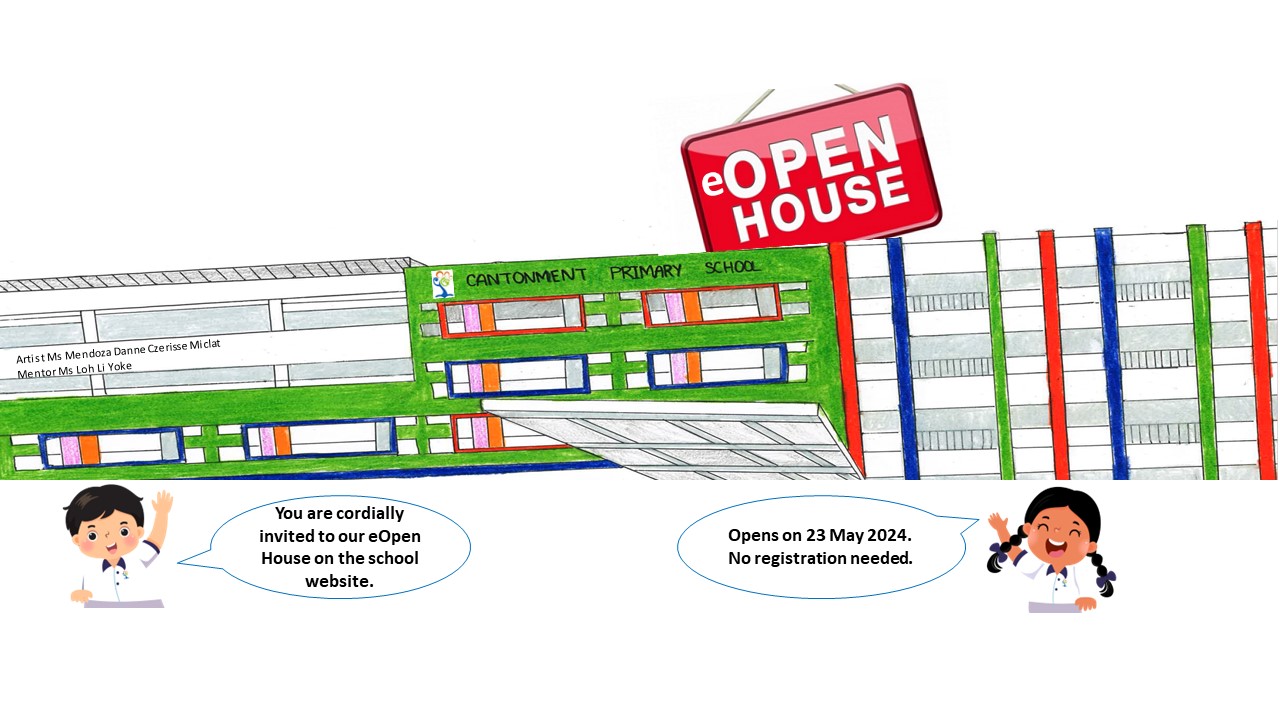 eOPEN
HOUSE
CANTONMENT PRIMARY SCHOOL
Artist Ms Mendoza Danne Czerisse Miclat
Mentor Ms Loh Li Yoke
You are cordially
invited to our eOpen
House on the school
website.
Opens on 23 May 2024.
No registration needed.